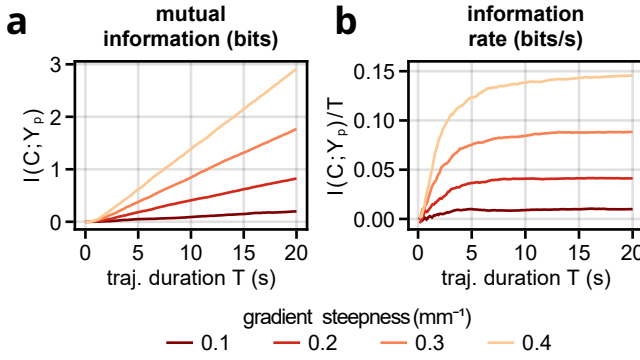 a
mutual
information (bits)
I(C;Yₚ)
3
2
1
0
0 5 10 15 20
traj. duration T (s)
b
information
rate (bits/s)
I(C;Yₚ)/T
0.15
0.10
0.05
0.00
0 5 10 15 20
traj. duration T (s)
gradient steepness (mm⁻¹)
0.1 0.2 0.3 0.4